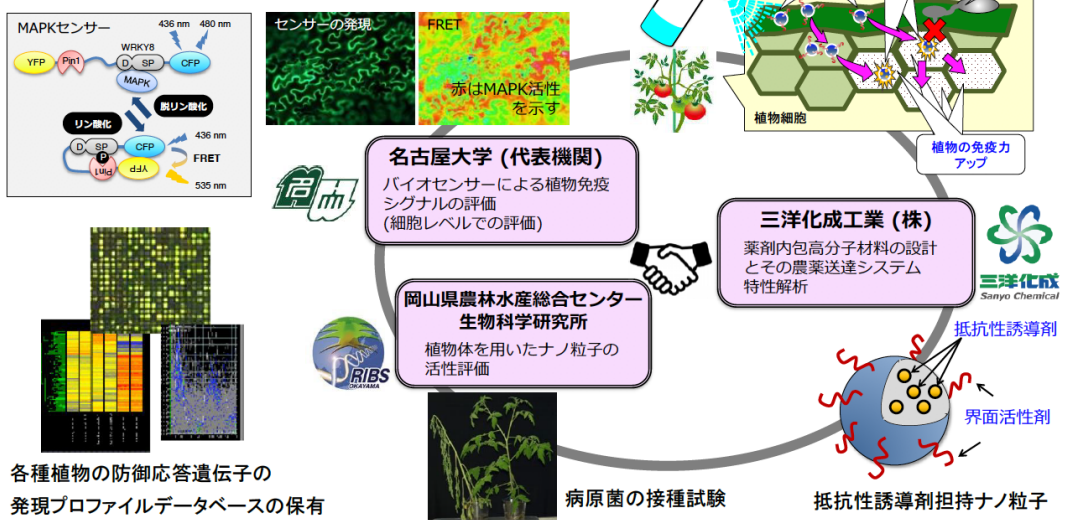 MAPKセンサー
436 nm
480 nm
YFP
Pin1
WRKY8
D
SP
CFP
MAPK
脱リン酸化
リン酸化
D
SP
CFP
P
Pin1
YFP
436 nm
FRET
535 nm
センサーの発現
FRET
赤はMAPK活性
を示す
植物細胞
植物の免疫力
アップ
名古屋大学 (代表機関)
バイオセンサーによる植物免疫
シグナルの評価
(細胞レベルでの評価)
三洋化成工業 (株)
薬剤内包高分子材料の設計
とその農薬送達システム
特性解析
三洋化成
Sanyo Chemical
岡山県農林水産総合センター
生物科学研究所
植物体を用いたナノ粒子の
活性評価
RIBS
OKAYAMA
抵抗性誘導剤
界面活性剤
各種植物の防御応答遺伝子の
発現プロファイルデータベースの保有
病原菌の接種試験
抵抗性誘導剤担持ナノ粒子